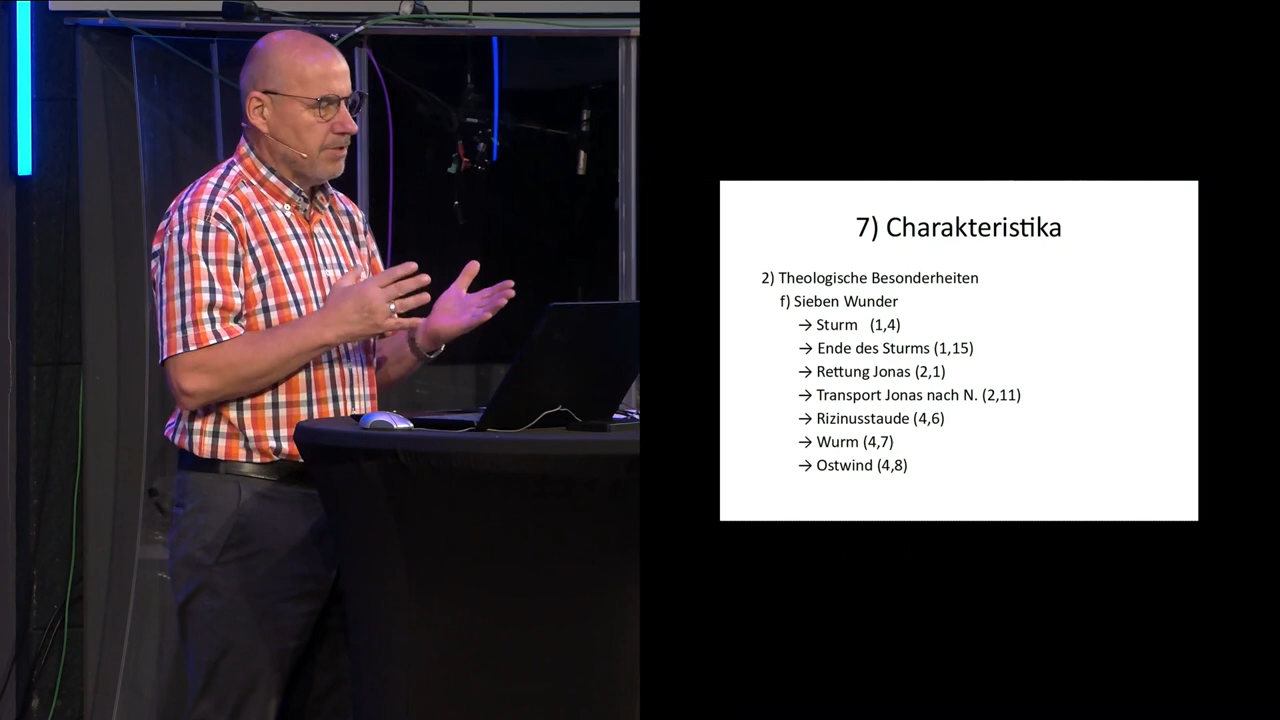 7) Charakteristika
2) Theologische Besonderheiten
f) Sieben Wunder
→ Sturm (1,4)
→ Ende des Sturms (1,15)
→ Rettung Jonas (2,1)
→ Transport Jonas nach N. (2,11)
→ Rizinusstaude (4,6)
→ Wurm (4,7)
→ Ostwind (4,8)